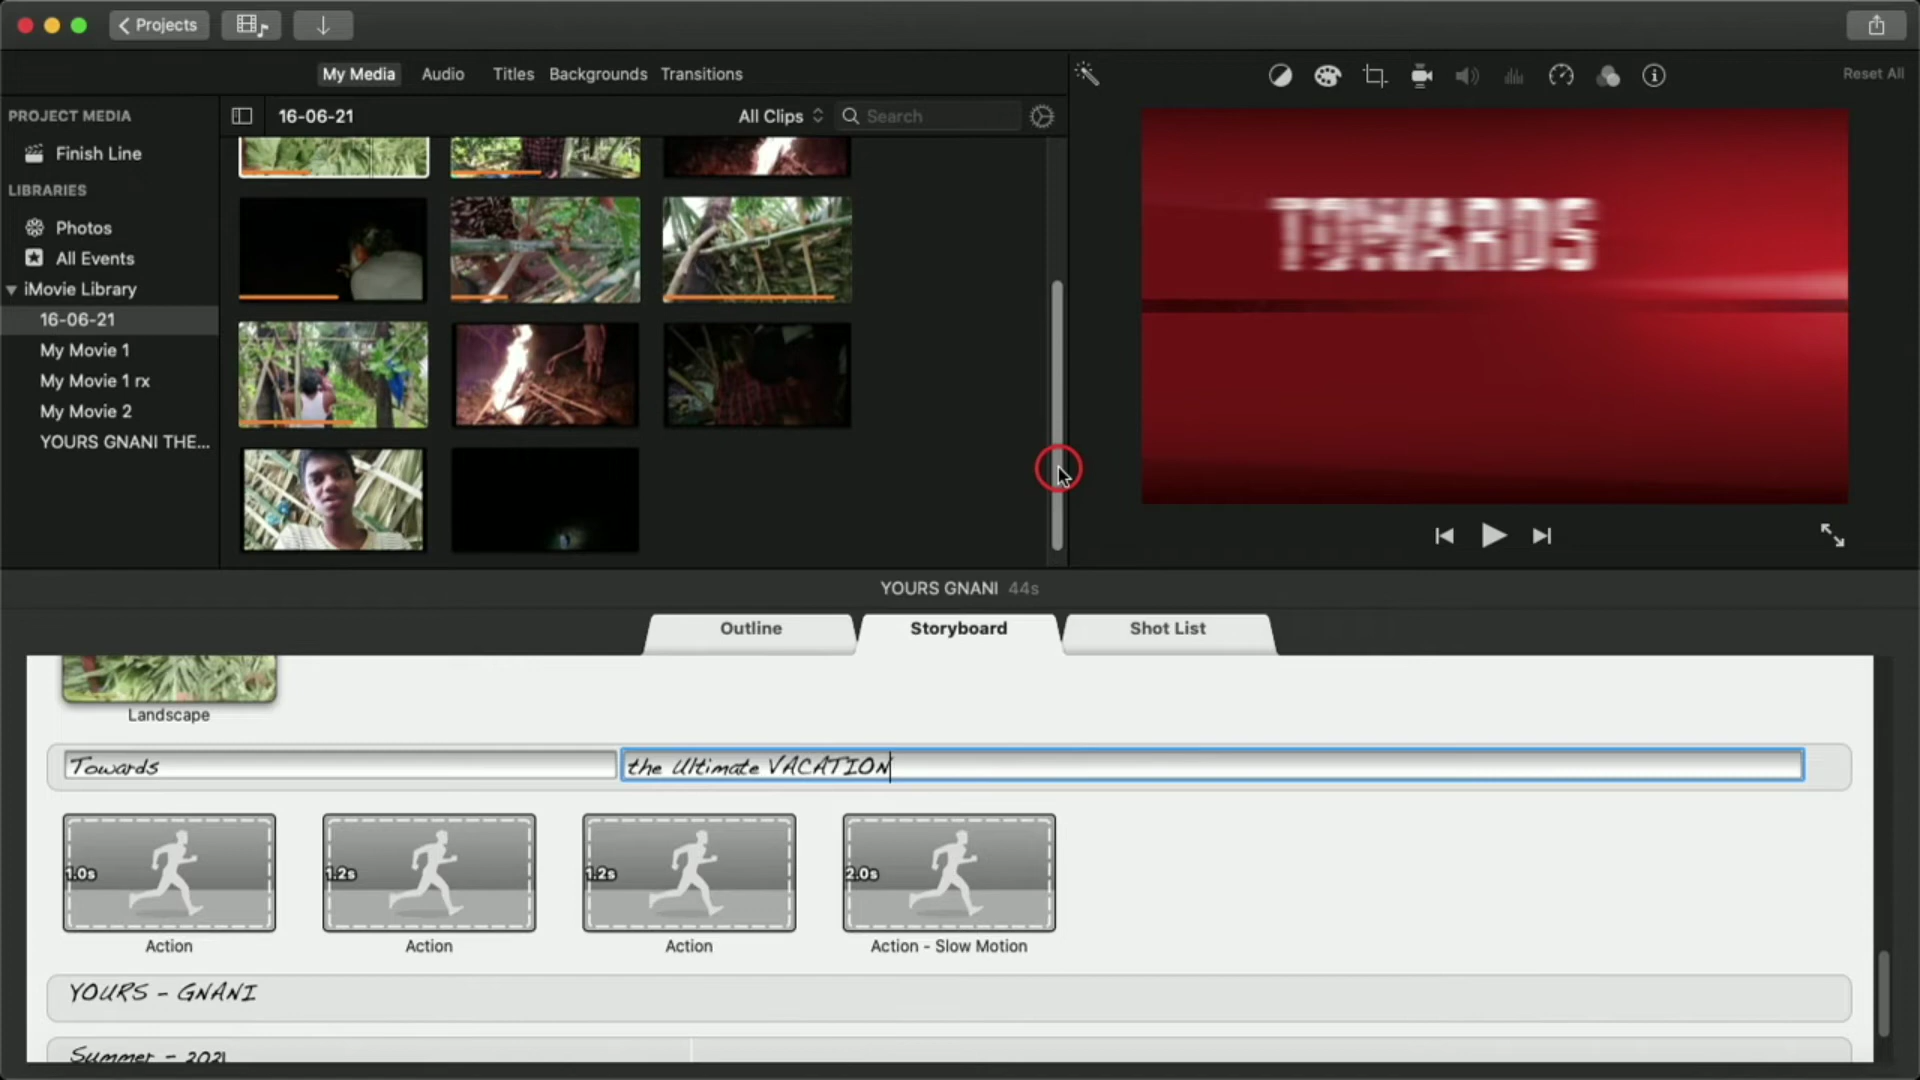 Projects
My Media Audio Titles Backgrounds Transitions
Reset All
PROJECT MEDIA
16-06-21 All Clips Search
Finish Line
LIBRARIES
Photos
All Events
iMovie Library
16-06-21
My Movie 1
My Movie 1 rx
My Movie 2
YOURS GNANI THE...
TOWARDS
YOURS GNANI 44s
Outline Storyboard Shot List
Landscape
Towards the Ultimate VACATION
1.0s 1.2s 1.2s 2.0s
Action Action Action Action - Slow Motion
YOURS - GNANI
Summer - 2021